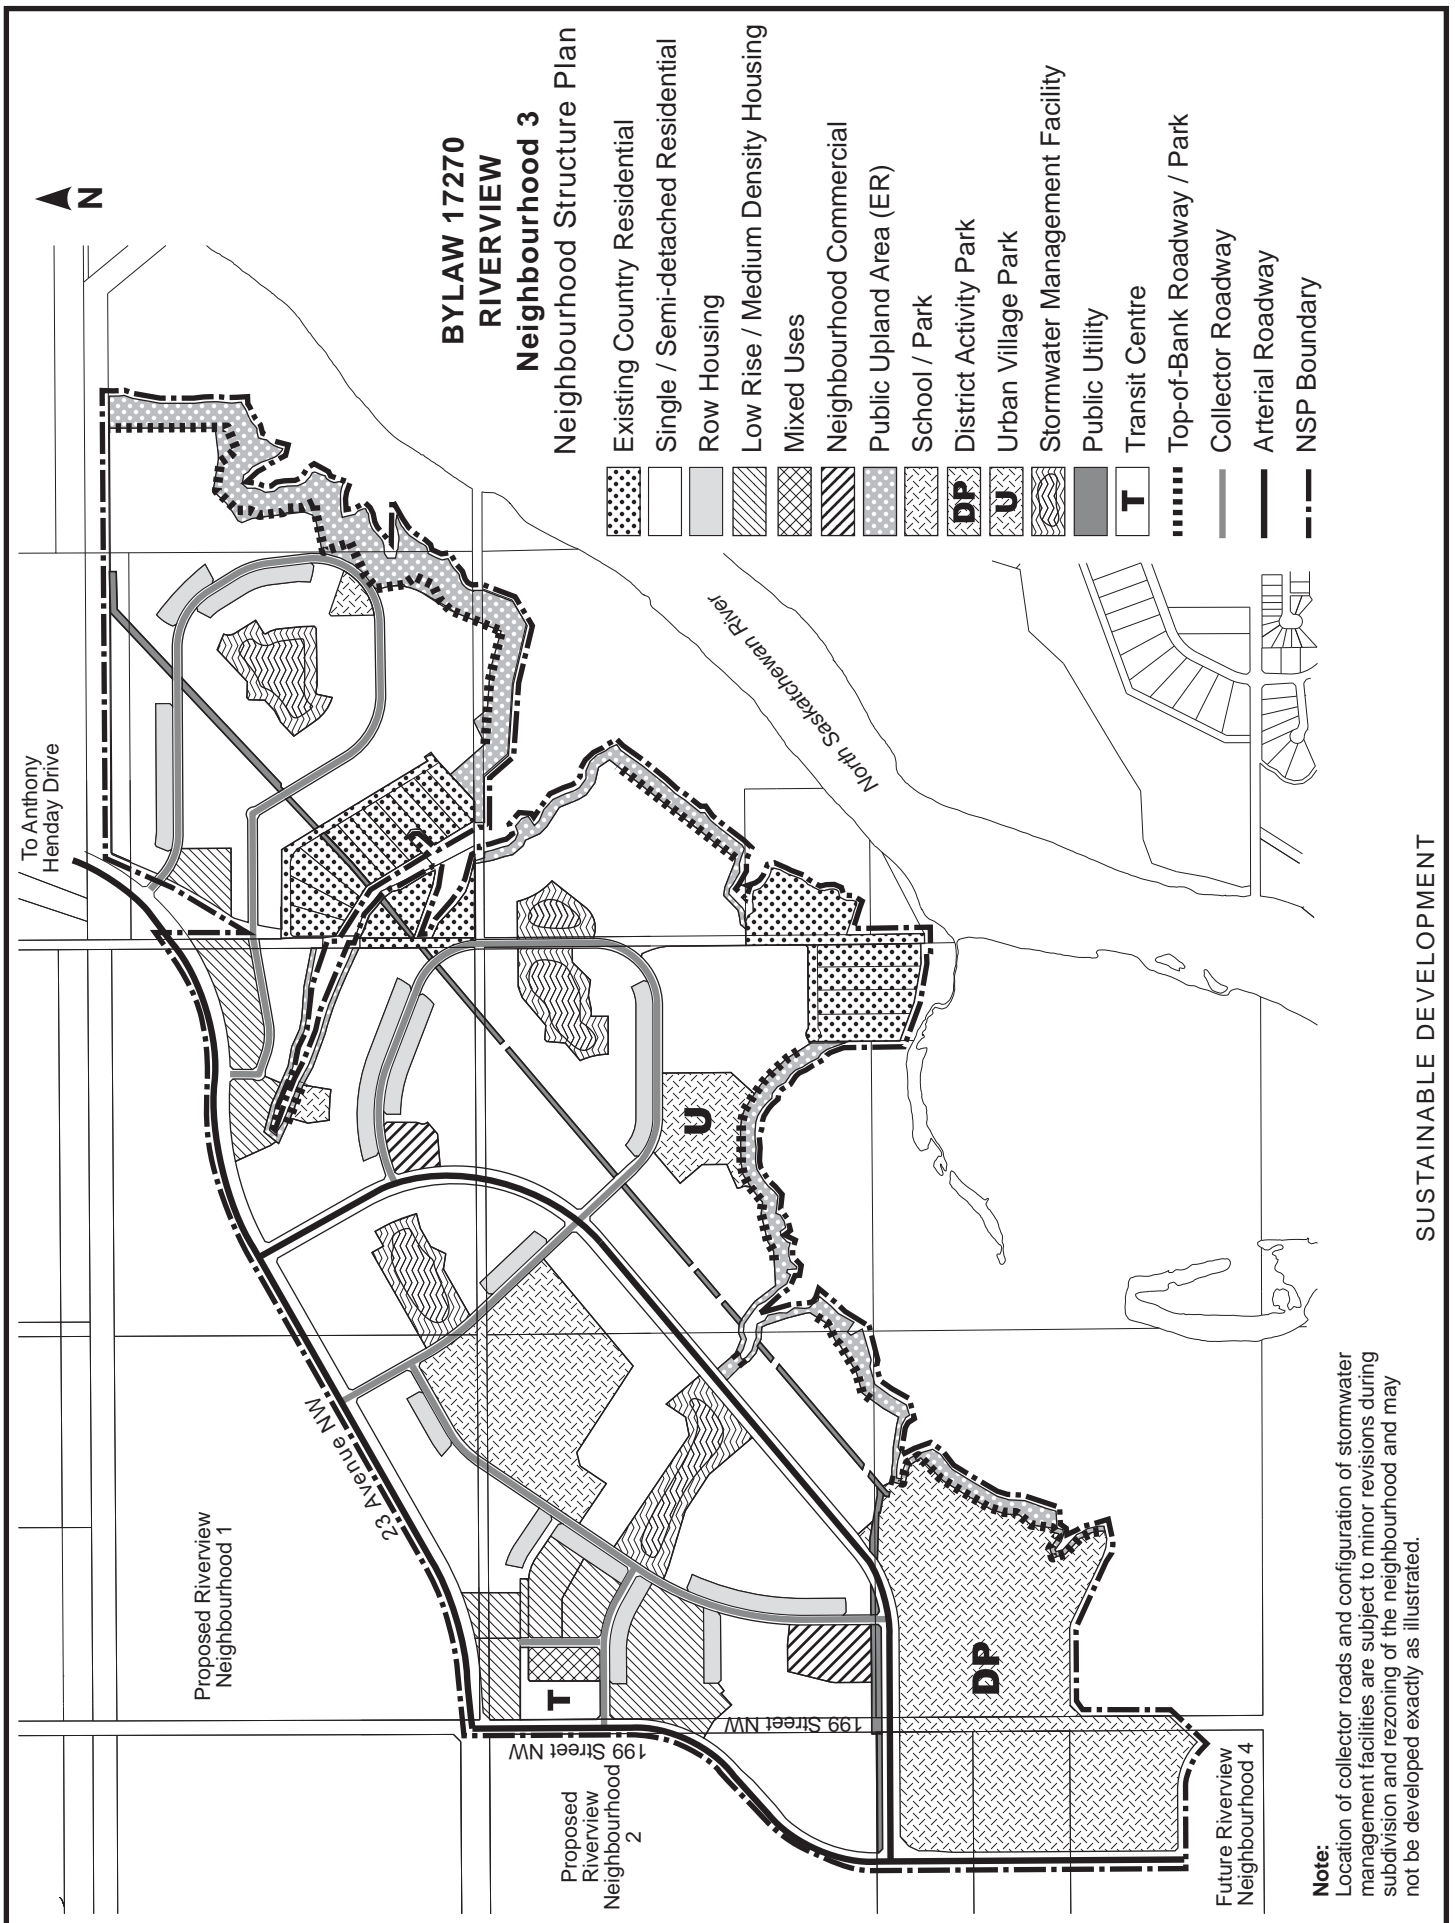 N
BYLAW 17270
RIVERVIEW
Neighbourhood 3
Neighbourhood Structure Plan
Existing Country Residential
Single / Semi-detached Residential
Row Housing
Low Rise / Medium Density Housing
Mixed Uses
Neighbourhood Commercial
Public Upland Area (ER)
School / Park
DP
District Activity Park
U
Urban Village Park
Stormwater Management Facility
Public Utility
T
Transit Centre
Top-of-Bank Roadway / Park
Collector Roadway
Arterial Roadway
NSP Boundary
To Anthony
Henday Drive
North Saskatchewan River
U
23 Avenue NW
Proposed Riverview
Neighbourhood 1
T
DP
199 Street NW
199 Street NW
Proposed
Riverview
Neighbourhood
2
Future Riverview
Neighbourhood 4
Note:
Location of collector roads and configuration of stormwater
management facilities are subject to minor revisions during
subdivision and rezoning of the neighbourhood and may
not be developed exactly as illustrated.
SUSTAINABLE DEVELOPMENT